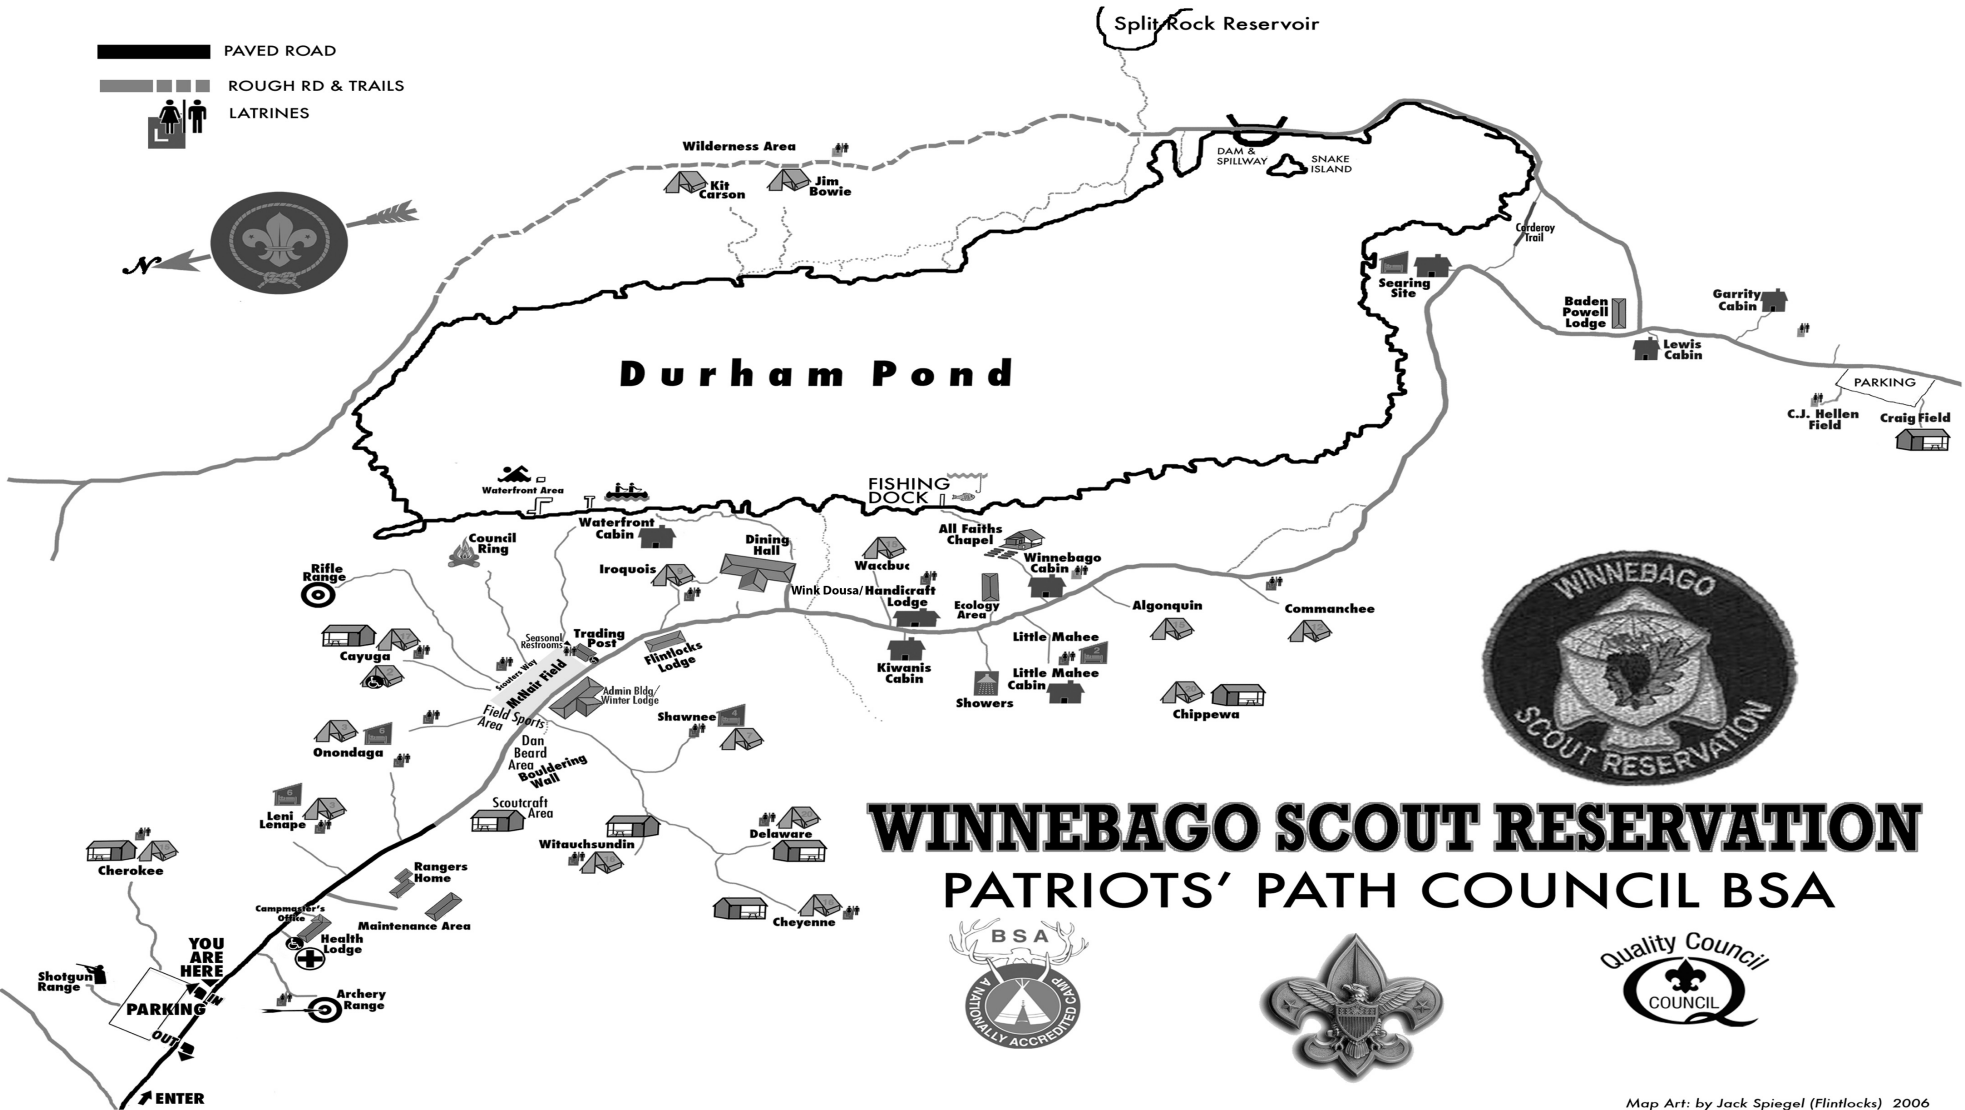 Split Rock Reservoir
PAVED ROAD
ROUGH RD & TRAILS
L
LATRINES
N
Wilderness Area
Kit
Carson
Jim
Bowie
DAM &
SPILLWAY
SNAKE
ISLAND
Corderoy
Trail
Searing
Site
Baden
Powell
Lodge
Garrity
Cabin
Lewis
Cabin
PARKING
C.J. Hellen
Field
Craig Field
Durham Pond
Waterfront Area
FISHING
DOCK
Waterfront
Cabin
Council
Ring
Dining
Hall
All Faiths
Chapel
Waccbuc
Winnebago
Cabin
Rifle
Range
Iroquois
Wink Dousa/Handicraft
Lodge
Ecology
Area
Algonquin
Commanchee
Seasonal
Restrooms
Trading
Post
Flintlocks
Lodge
Kiwanis
Cabin
Little Mahee
2
Little Mahee
Cabin
Showers
Chippewa
Cayuga
Scouters Way
McNair Field
Field Sports
Area
Admin Bldg/
Winter Lodge
Shawnee
4
7
Onondaga
6
Dan
Beard
Area
Bouldering
Wall
Scoutcraft
Area
Leni
Lenape
6
Witauchsundin
Delaware
Cherokee
Rangers
Home
Maintenance Area
Campmaster's
Office
Health
Lodge
Cheyenne
YOU
ARE
HERE
Shotgun
Range
PARKING
IN
OUT
Archery
Range
ENTER
WINNEBAGO
SCOUT RESERVATION
WINNEBAGO SCOUT RESERVATION
PATRIOTS' PATH COUNCIL BSA
BSA
A NATIONALLY ACCREDITED CAMP
Quality Council
COUNCIL
Map Art: by Jack Spiegel (Flintlocks) 2006